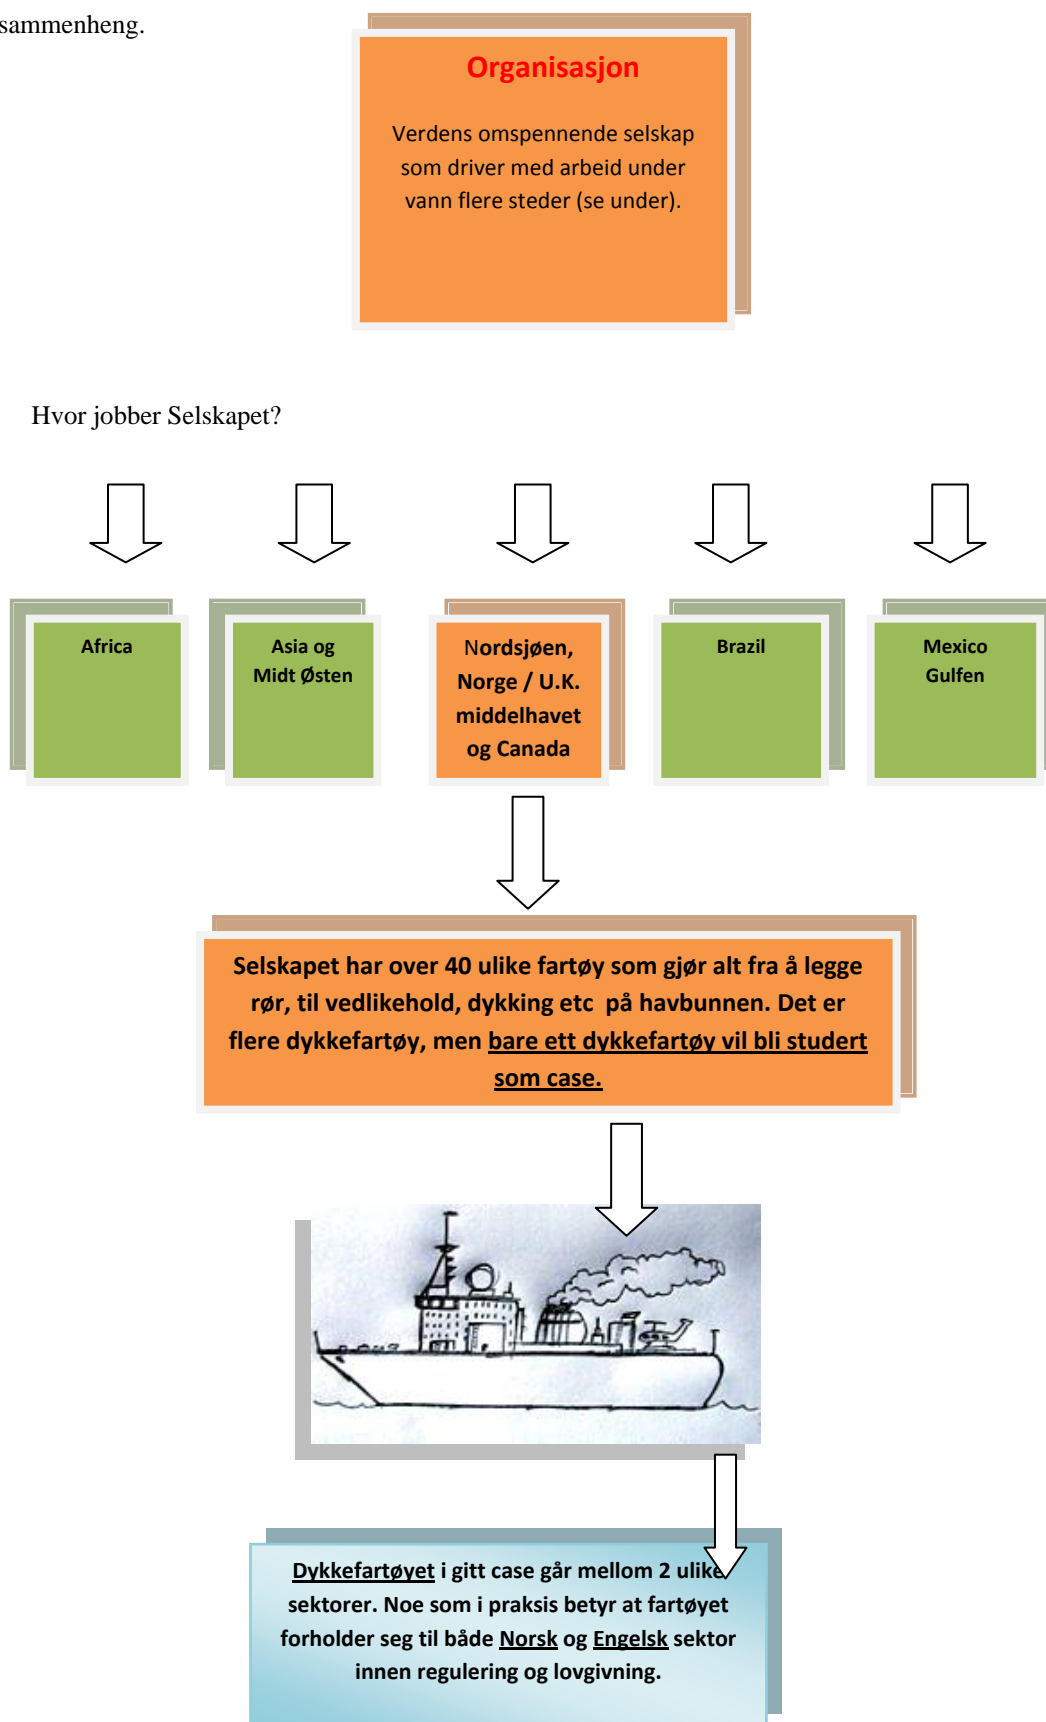 sammenheng.
Organisasjon
Verdens omspennende selskap
som driver med arbeid under
vann flere steder (se under).
Hvor jobber Selskapet?
Africa
Asia og
Midt Østen
Nordsjøen,
Norge / U.K.
middelhavet
og Canada
Brazil
Mexico
Gulfen
Selskapet har over 40 ulike fartøy som gjør alt fra å legge
rør, til vedlikehold, dykking etc  på havbunnen. Det er
flere dykkefartøy, men bare ett dykkefartøy vil bli studert
som case.
Dykkefartøyet i gitt case går mellom 2 ulike
sektorer. Noe som i praksis betyr at fartøyet
forholder seg til både Norsk og Engelsk sektor
innen regulering og lovgivning.